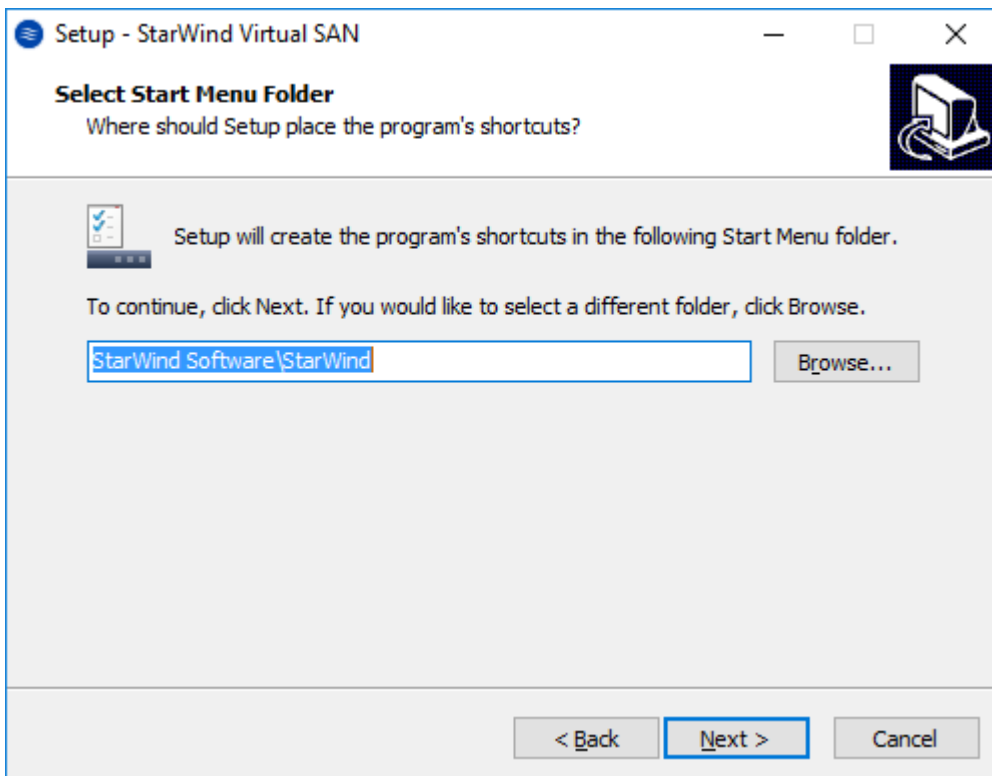 Setup - StarWind Virtual SAN
Select Start Menu Folder
Where should Setup place the program's shortcuts?
Setup will create the program's shortcuts in the following Start Menu folder.
To continue, click Next. If you would like to select a different folder, click Browse.
StarWind Software\StarWind
Browse...
< Back
Next >
Cancel